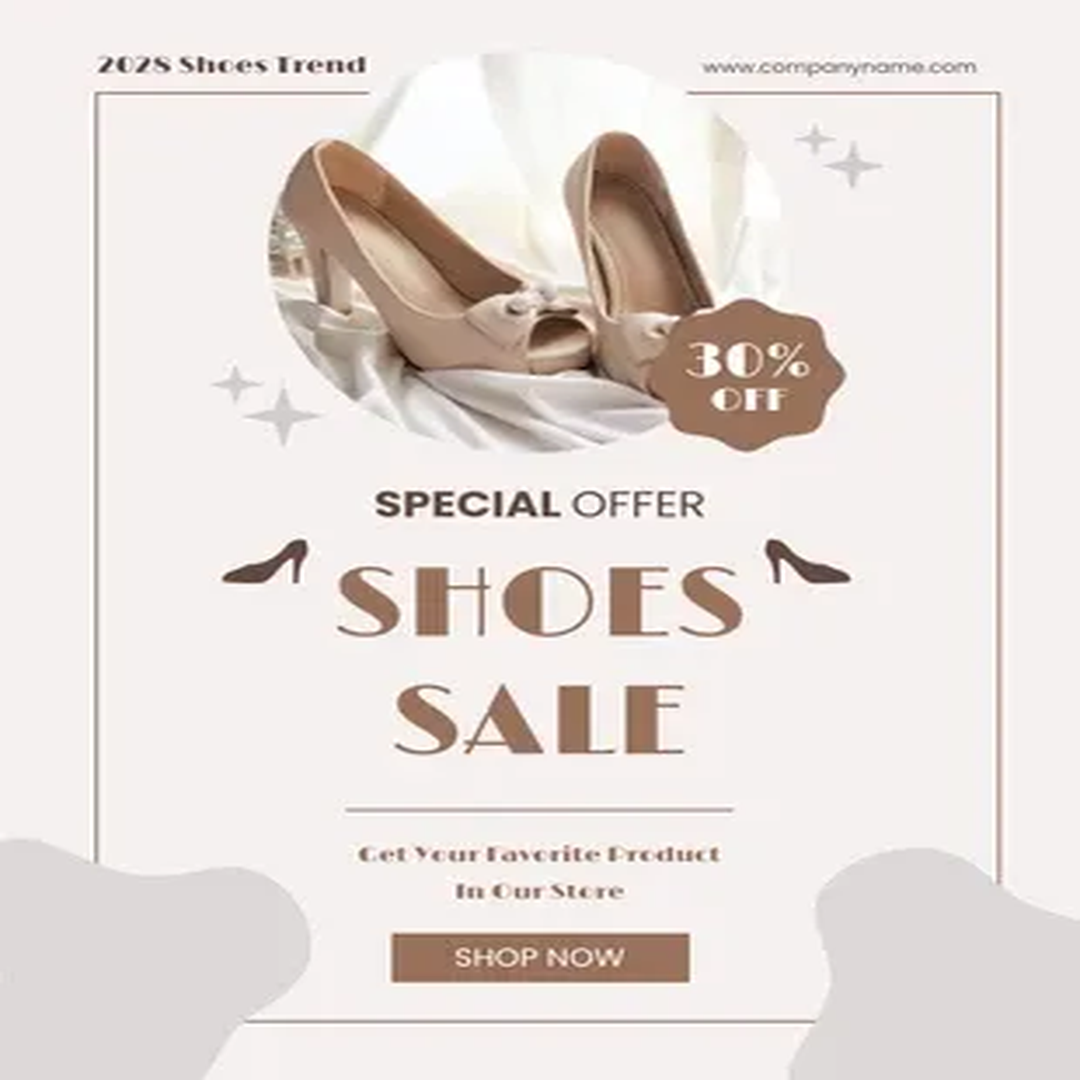 2028 Shoes Trend
www.companyname.com
30%
OFF
SPECIAL OFFER
SHOES
SALE
Get Your Favorite Product
In Our Store
SHOP NOW